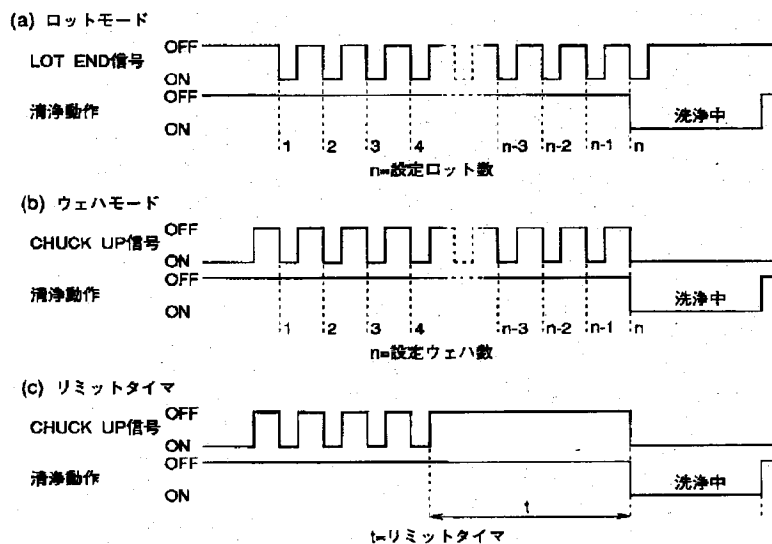 (a) ロットモード
OFF
LOT END信号
ON
OFF
清浄動作
ON
洗浄中
1 2 3 4 n-3 n-2 n-1 n
n=設定ロット数
(b) ウェハモード
OFF
CHUCK UP信号
ON
OFF
清浄動作
ON
洗浄中
1 2 3 4 n-3 n-2 n-1 n
n=設定ウェハ数
(c) リミットタイマ
OFF
CHUCK UP信号
ON
OFF
清浄動作
ON
洗浄中
t
t=リミットタイマ